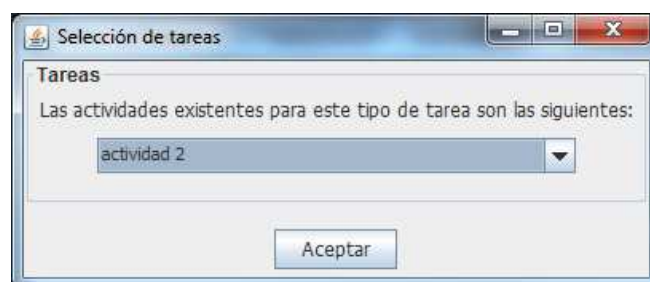 Selección de tareas
Tareas
Las actividades existentes para este tipo de tarea son las siguientes:
actividad 2
Aceptar